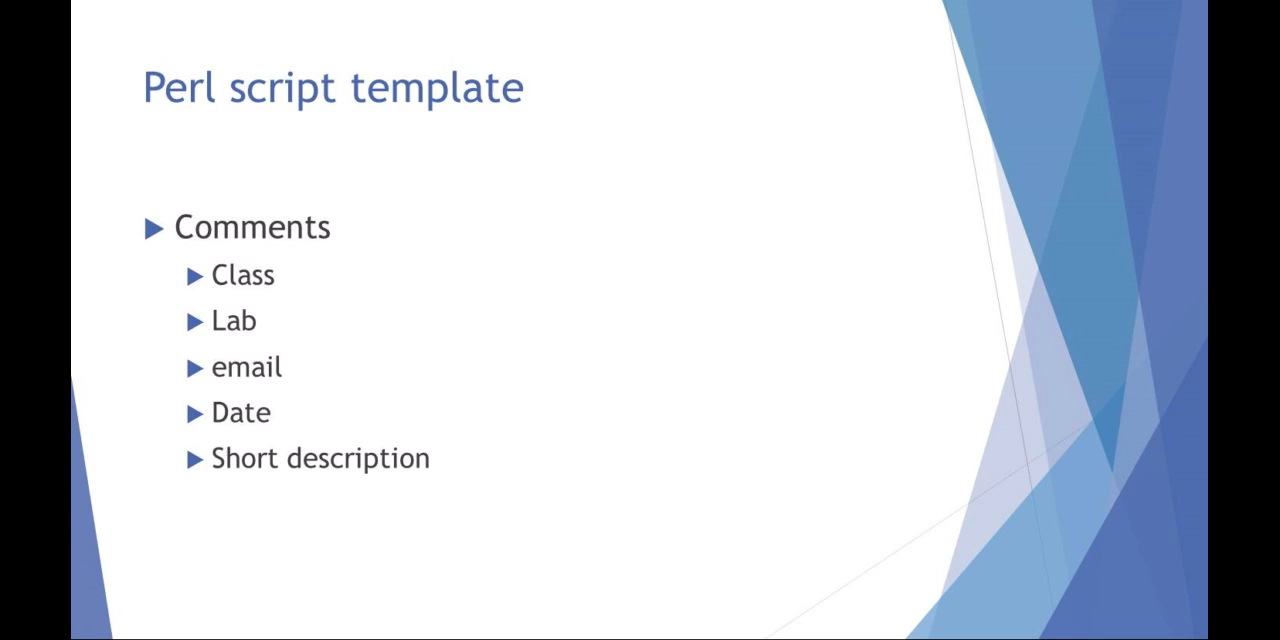 Perl script template
Comments
Class
Lab
email
Date
Short description